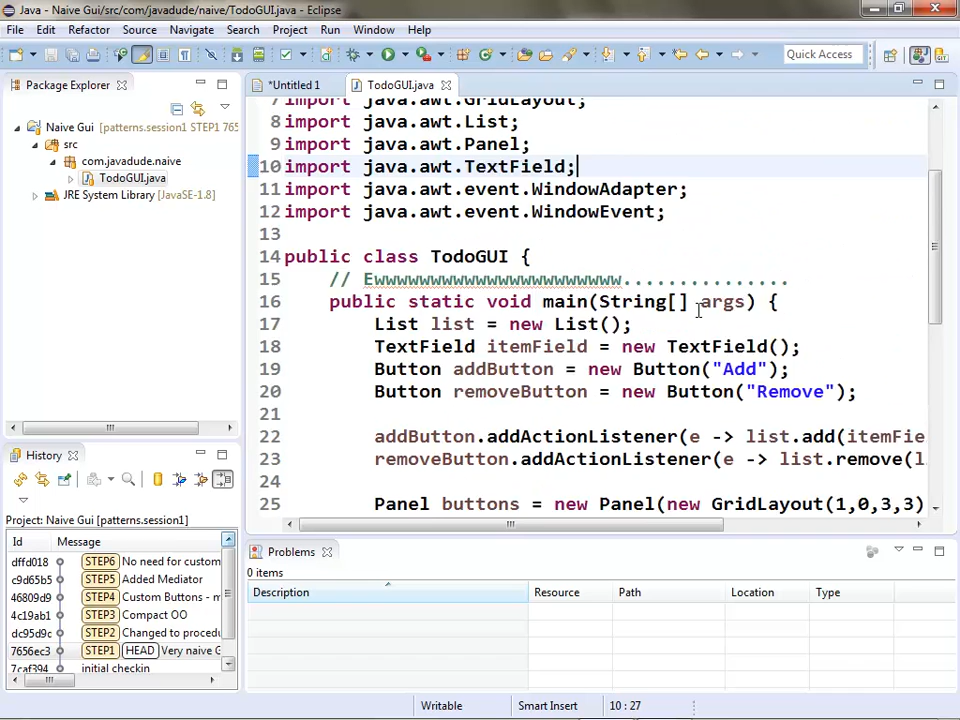 Java - Naive Gui/src/com/javadude/naive/TodoGUI.java - Eclipse
File Edit Refactor Source Navigate Search Project Run Window Help
Quick Access
Package Explorer
*Untitled 1
TodoGUI.java
Naive Gui [patterns.session1 STEP1 765
src
com.javadude.naive
TodoGUI.java
JRE System Library [JavaSE-1.8]
7 import java.awt.GridLayout;
8 import java.awt.List;
9 import java.awt.Panel;
10 import java.awt.TextField;
11 import java.awt.event.WindowAdapter;
12 import java.awt.event.WindowEvent;
13
14 public class TodoGUI {
15 // Ewwwwwwwwwwwwwwwwwwwwww...............
16 public static void main(String[] args) {
17 List list = new List();
18 TextField itemField = new TextField();
19 Button addButton = new Button("Add");
20 Button removeButton = new Button("Remove");
21
22 addButton.addActionListener(e -> list.add(itemFie
23 removeButton.addActionListener(e -> list.remove(l
24
25 Panel buttons = new Panel(new GridLayout(1,0,3,3)
History
Project: Naive Gui [patterns.session1]
Id Message
dffd018 STEP6 No need for custom
c9d65b5 STEP5 Added Mediator
46809d9 STEP4 Custom Buttons - m
4c19ab1 STEP3 Compact OO
dc95d9c STEP2 Changed to procedu
7656ec3 STEP1 HEAD Very naive G
7caf394 initial checkin
Problems
0 items
Description Resource Path Location Type
Writable Smart Insert 10 : 27